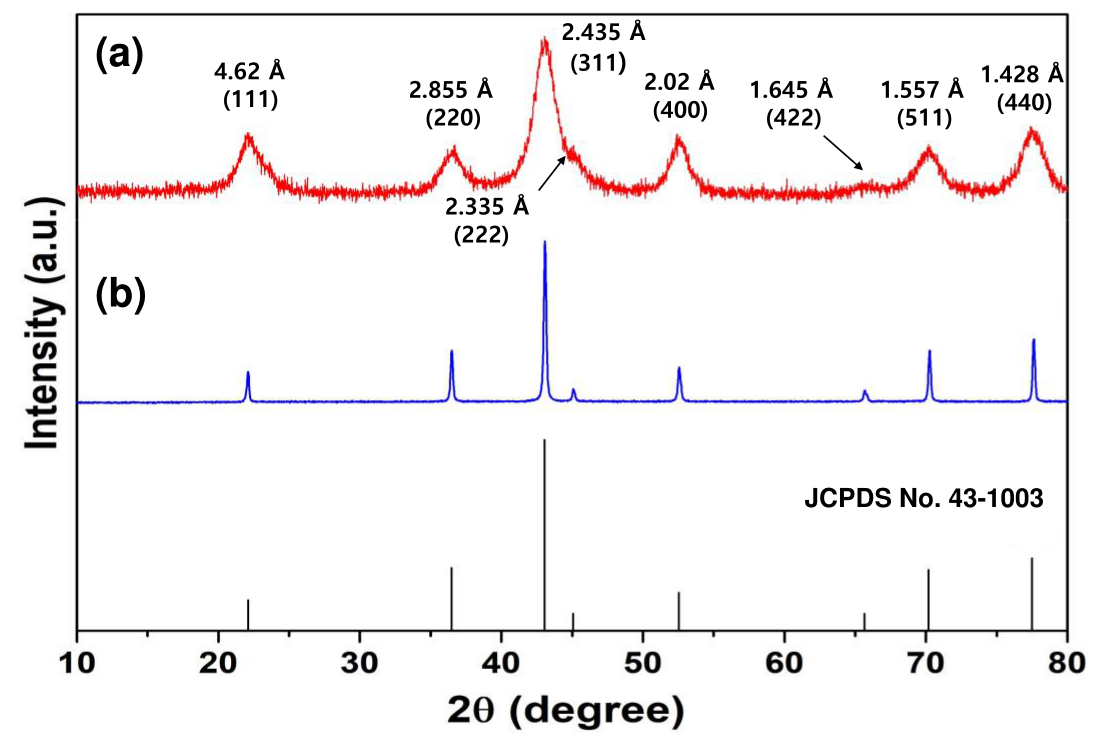 (a)
4.62 Å
(111)
2.855 Å
(220)
2.435 Å
(311)
2.335 Å
(222)
2.02 Å
(400)
1.645 Å
(422)
1.557 Å
(511)
1.428 Å
(440)
(b)
JCPDS No. 43-1003
Intensity (a.u.)
10 20 30 40 50 60 70 80
2θ (degree)